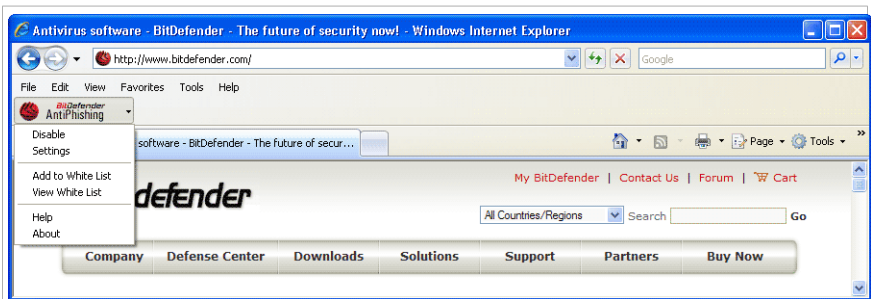 Antivirus software - BitDefender - The future of security now! - Windows Internet Explorer
http://www.bitdefender.com/
Google
File Edit View Favorites Tools Help
BitDefender
AntiPhishing
Disable
software - BitDefender - The future of secur...
Page Tools »
Settings
Add to White List
My BitDefender | Contact Us | Forum | Cart
View White List
defender
All Countries/Regions Search Go
Help
About
Company Defense Center Downloads Solutions Support Partners Buy Now